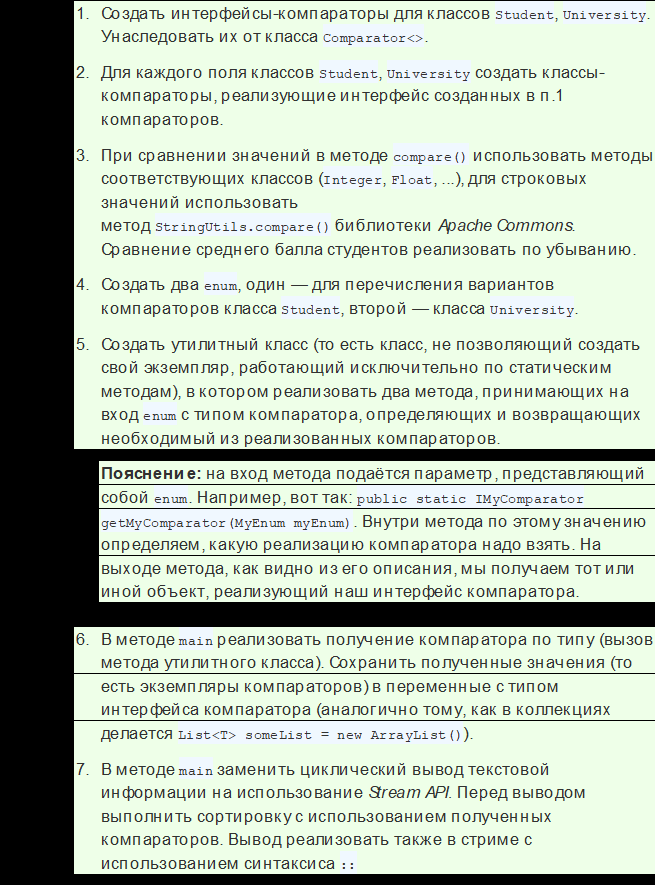 1. Создать интерфейсы-компараторы для классов Student, University.
Унаследовать их от класса Comparator<>.
2. Для каждого поля классов Student, University создать классы-
компараторы, реализующие интерфейс созданных в п.1
компараторов.
3. При сравнении значений в методе compare() использовать методы
соответствующих классов (Integer, Float, ...), для строковых
значений использовать
метод StringUtils.compare() библиотеки Apache Commons.
Сравнение среднего балла студентов реализовать по убыванию.
4. Создать два enum, один — для перечисления вариантов
компараторов класса Student, второй — класса University.
5. Создать утилитный класс (то есть класс, не позволяющий создать
свой экземпляр, работающий исключительно по статическим
методам), в котором реализовать два метода, принимающих на
вход enum с типом компаратора, определяющих и возвращающих
необходимый из реализованных компараторов.
Пояснение: на вход метода подаётся параметр, представляющий
собой enum. Например, вот так: public static IMyComparator
getMyComparator(MyEnum myEnum). Внутри метода по этому значению
определяем, какую реализацию компаратора надо взять. На
выходе метода, как видно из его описания, мы получаем тот или
иной объект, реализующий наш интерфейс компаратора.
6. В методе main реализовать получение компаратора по типу (вызов
метода утилитного класса). Сохранить полученные значения (то
есть экземпляры компараторов) в переменные с типом
интерфейса компаратора (аналогично тому, как в коллекциях
делается List<T> someList = new ArrayList()).
7. В методе main заменить циклический вывод текстовой
информации на использование Stream API. Перед выводом
выполнить сортировку с использованием полученных
компараторов. Вывод реализовать также в стриме с
использованием синтаксиса ::